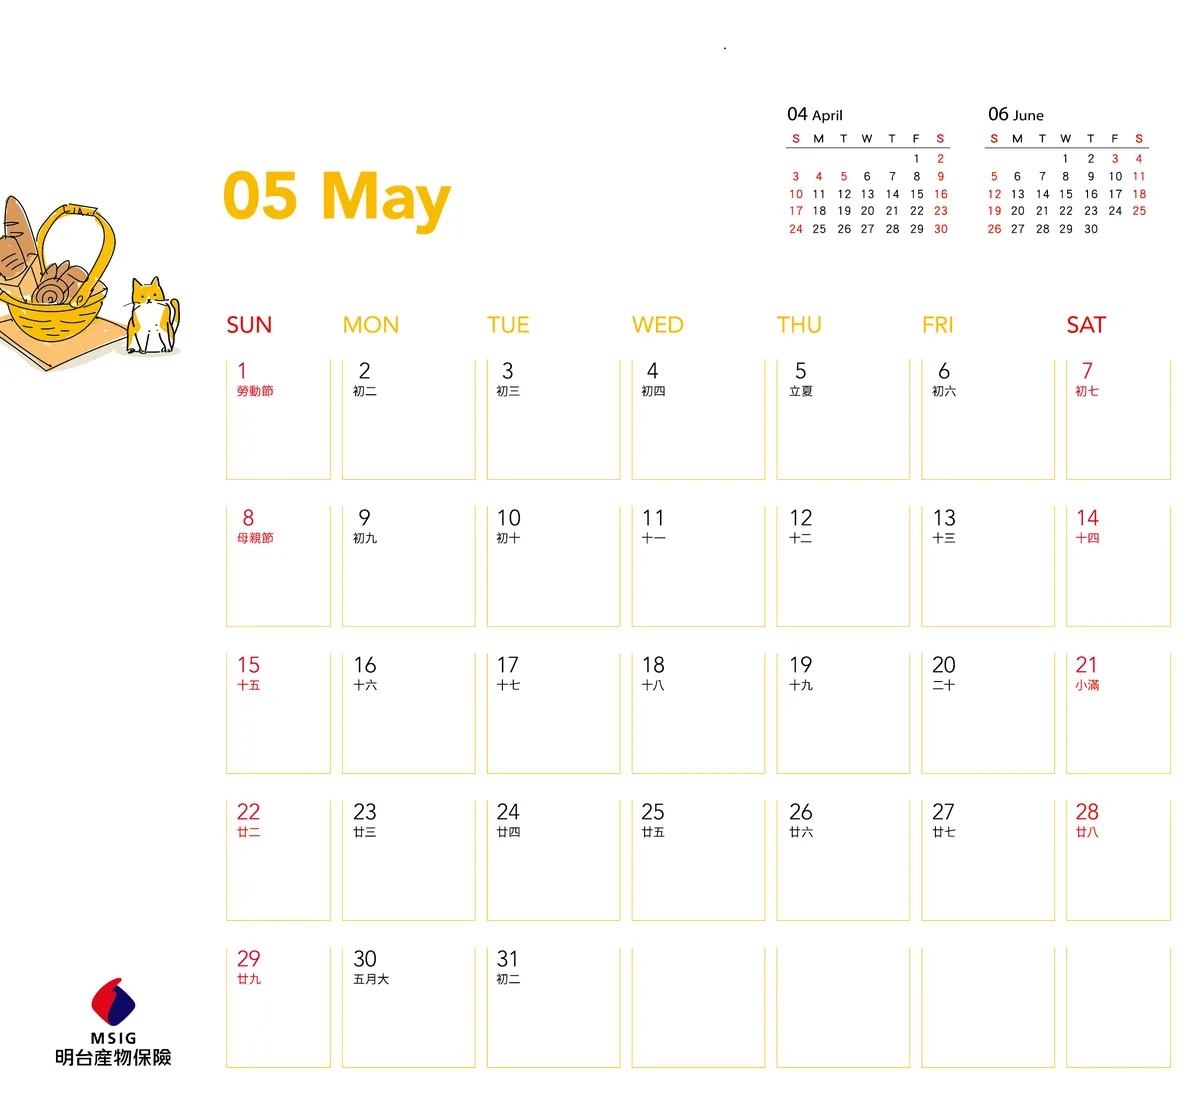 04 April
S M T W T F S
1 2
3 4 5 6 7 8 9
10 11 12 13 14 15 16
17 18 19 20 21 22 23
24 25 26 27 28 29 30
06 June
S M T W T F S
1 2 3 4
5 6 7 8 9 10 11
12 13 14 15 16 17 18
19 20 21 22 23 24 25
26 27 28 29 30
05 May
SUN MON TUE WED THU FRI SAT
1 2 3 4 5 6 7
勞動節 初二 初三 初四 立夏 初六 初七
8 9 10 11 12 13 14
母親節 初九 初十 十一 十二 十三 十四
15 16 17 18 19 20 21
十五 十六 十七 十八 十九 二十 小滿
22 23 24 25 26 27 28
廿二 廿三 廿四 廿五 廿六 廿七 廿八
29 30 31
廿九 五月大 初二
MSIG
明台産物保險